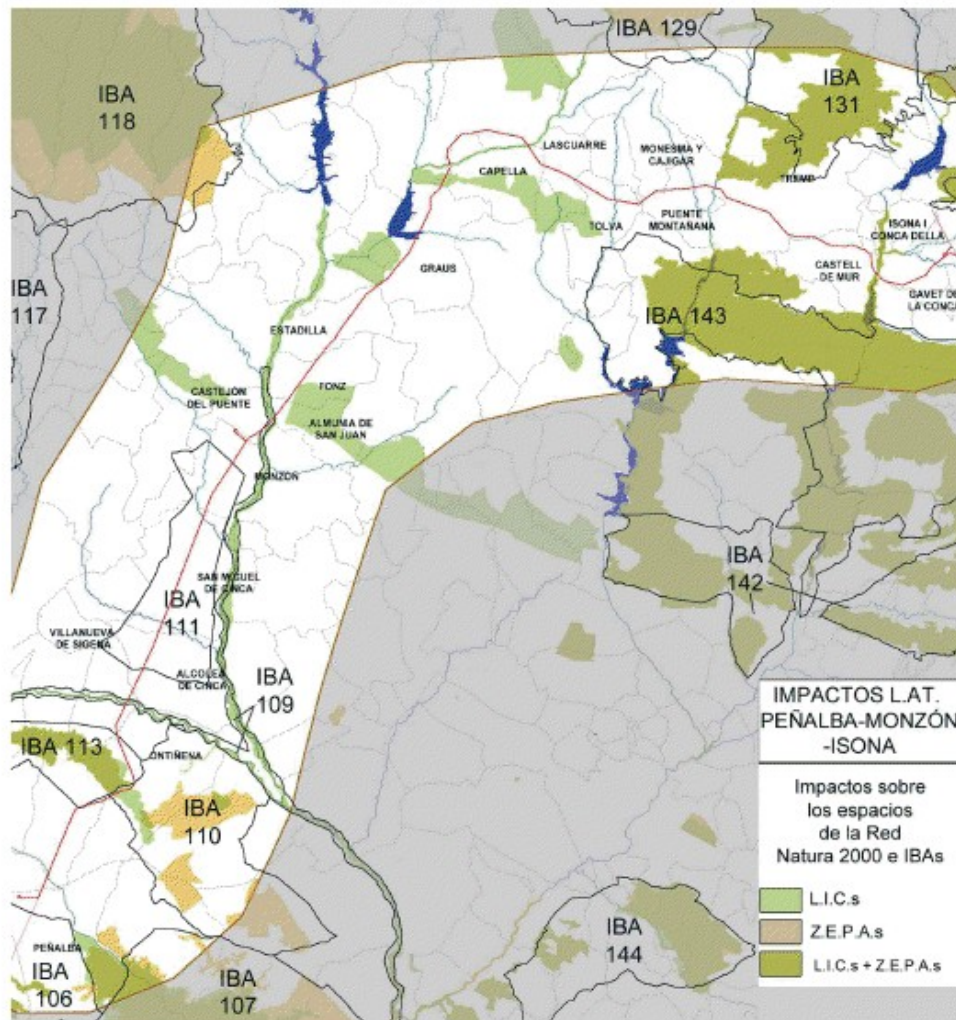 IBA 129
IBA
118
IBA
131
LASCUARRE
MONESMA Y
CAJIGAR
CAPELLA
TOLVA
PUENTE
MONTAÑANA
ISONA I
CONCA DELLA
IBA
117
GRAUS
CASTELL
DE MUR
GAVET DE
LA CONCA
ESTADILLA
IBA 143
CASTEJON
DEL PUENTE
FONZ
ALMUNIA DE
SAN JUAN
MONZON
IBA
142
SAN MIGUEL
DE CINCA
IBA
111
VILLANUEVA
DE SIGENA
ALCOLEA
DE CINCA
IBA
109
IBA 113
ONTIÑENA
IBA
110
PEÑALBA
IBA
106
IBA
107
IBA
144
IMPACTOS L.AT.
PEÑALBA-MONZÓN
-ISONA
Impactos sobre
los espacios
de la Red
Natura 2000 e IBAs
L.I.C.s
Z.E.P.A.s
L.I.C.s + Z.E.P.A.s